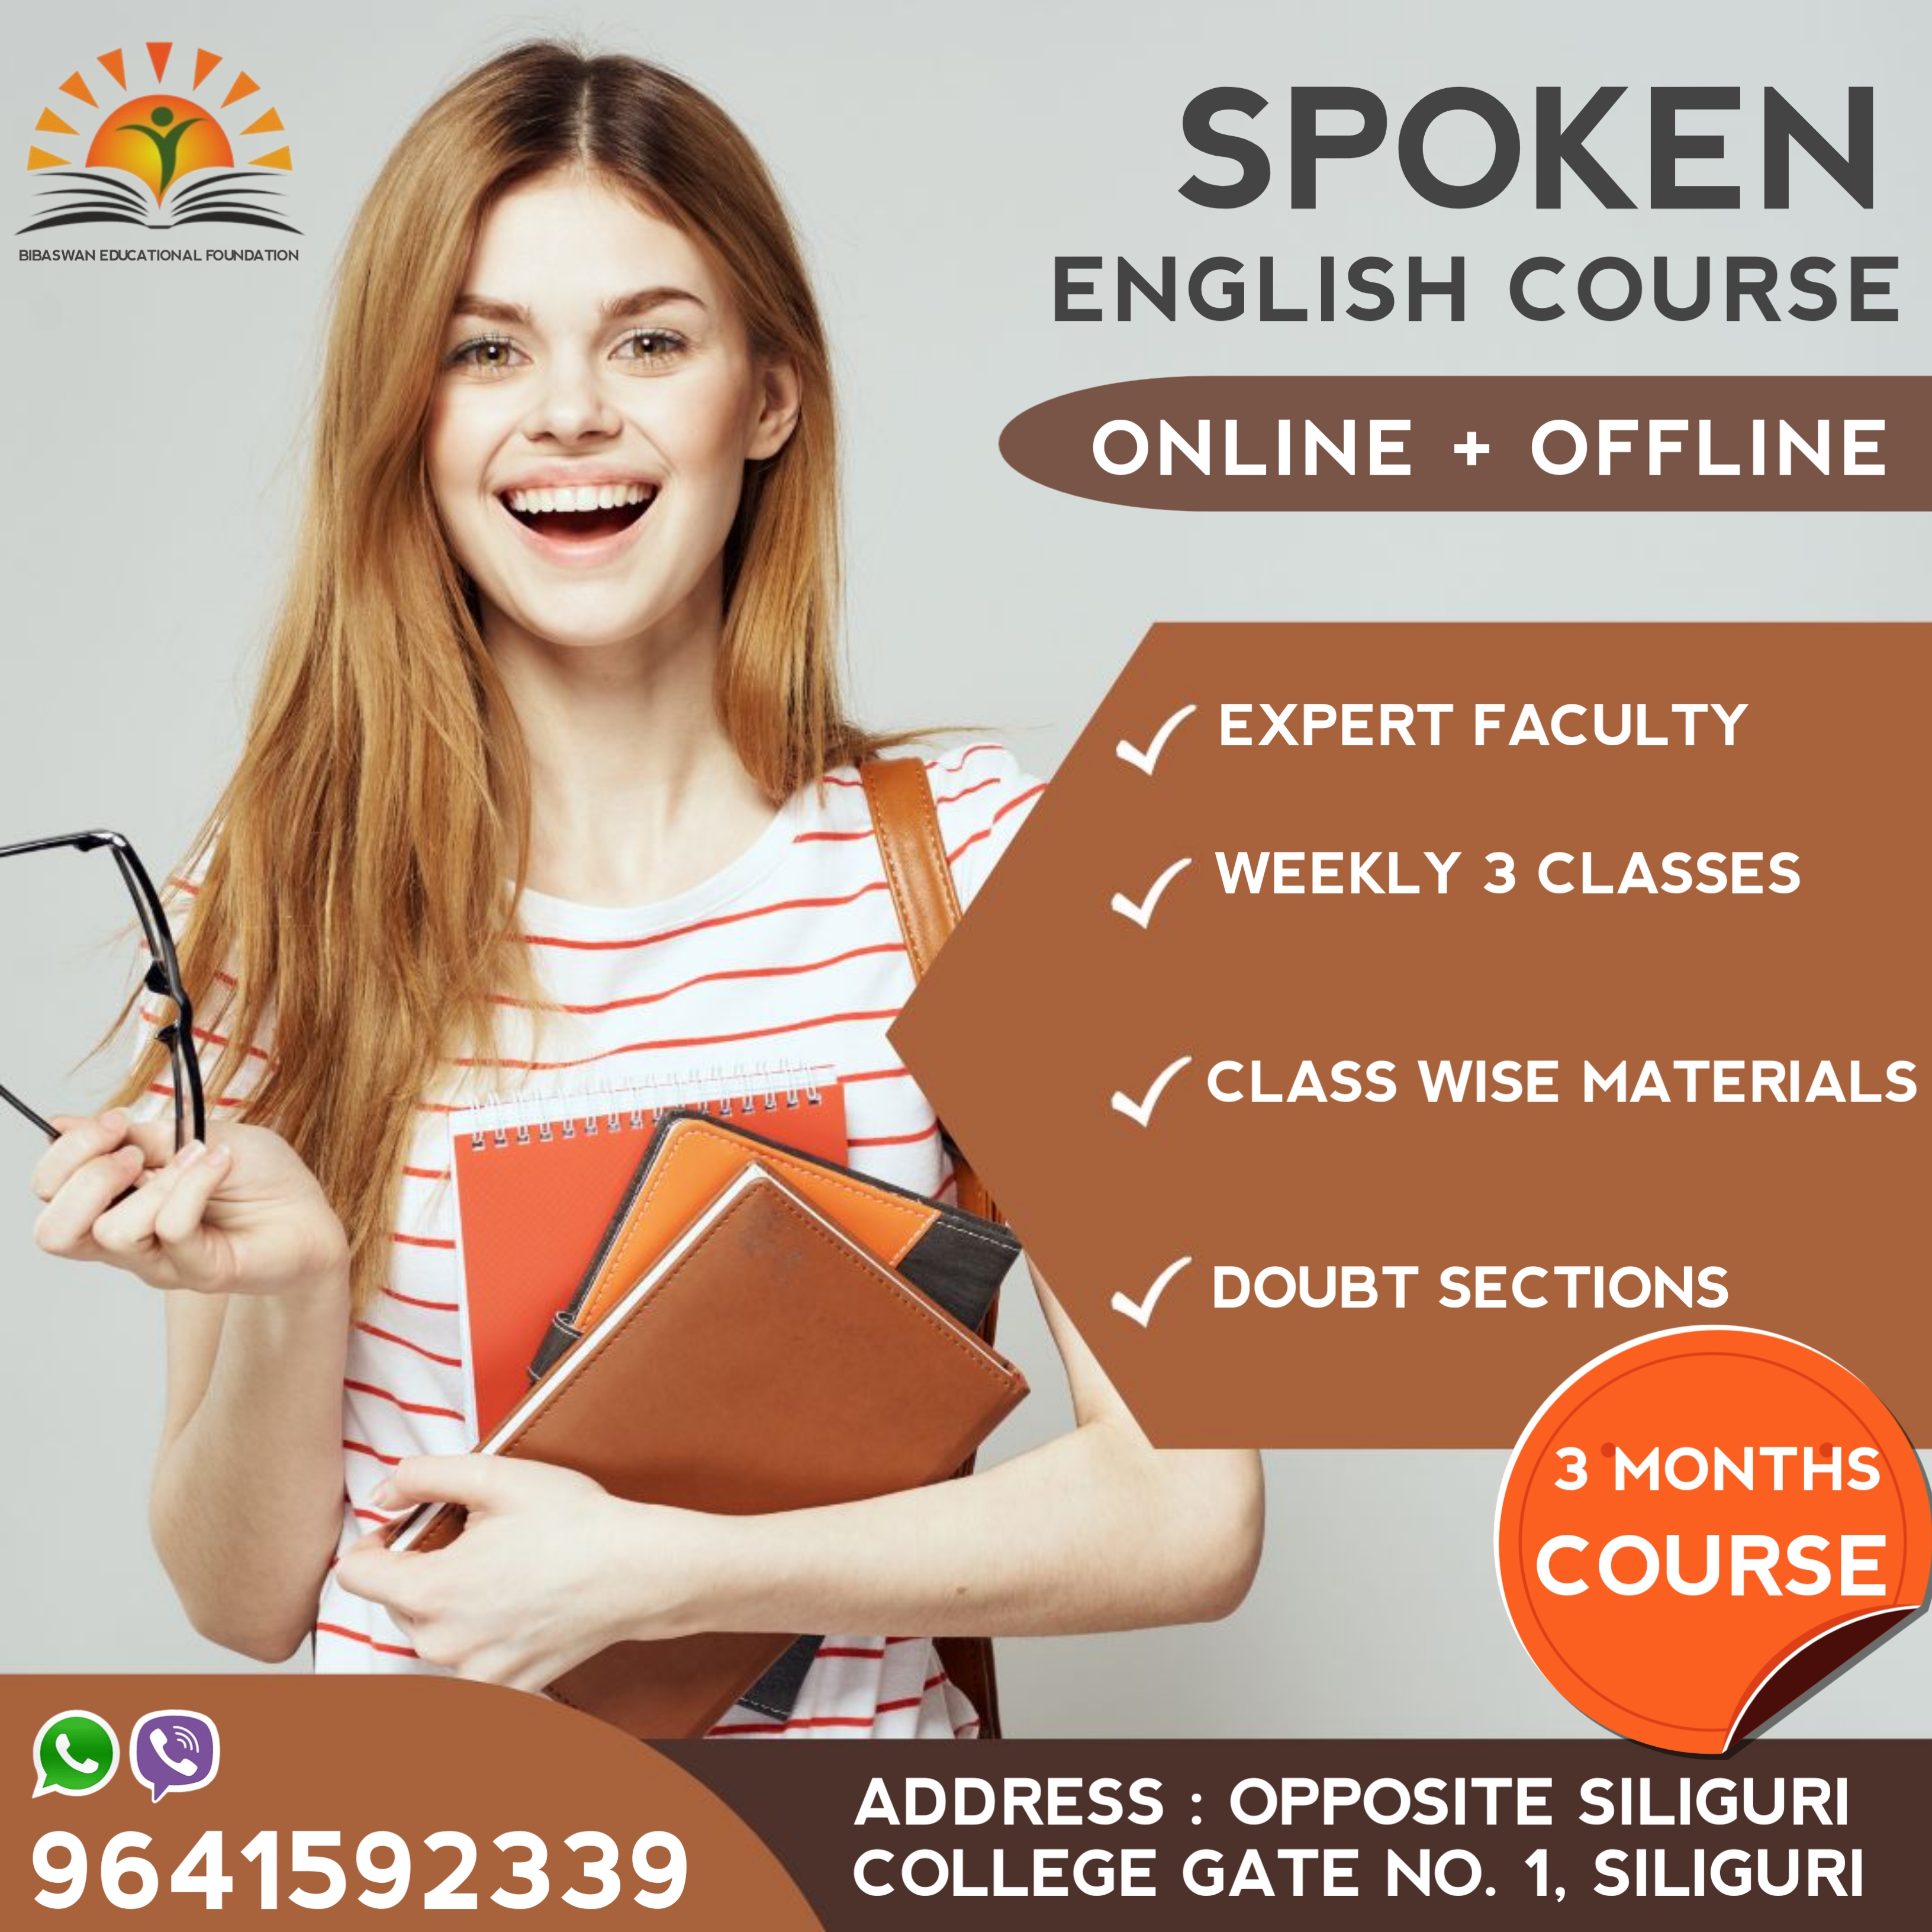 BIBASWAN EDUCATIONAL FOUNDATION
SPOKEN
ENGLISH COURSE
ONLINE + OFFLINE
EXPERT FACULTY
WEEKLY 3 CLASSES
CLASS WISE MATERIALS
DOUBT SECTIONS
3 MONTHS
COURSE
9641592339
ADDRESS : OPPOSITE SILIGURI
COLLEGE GATE NO. 1, SILIGURI